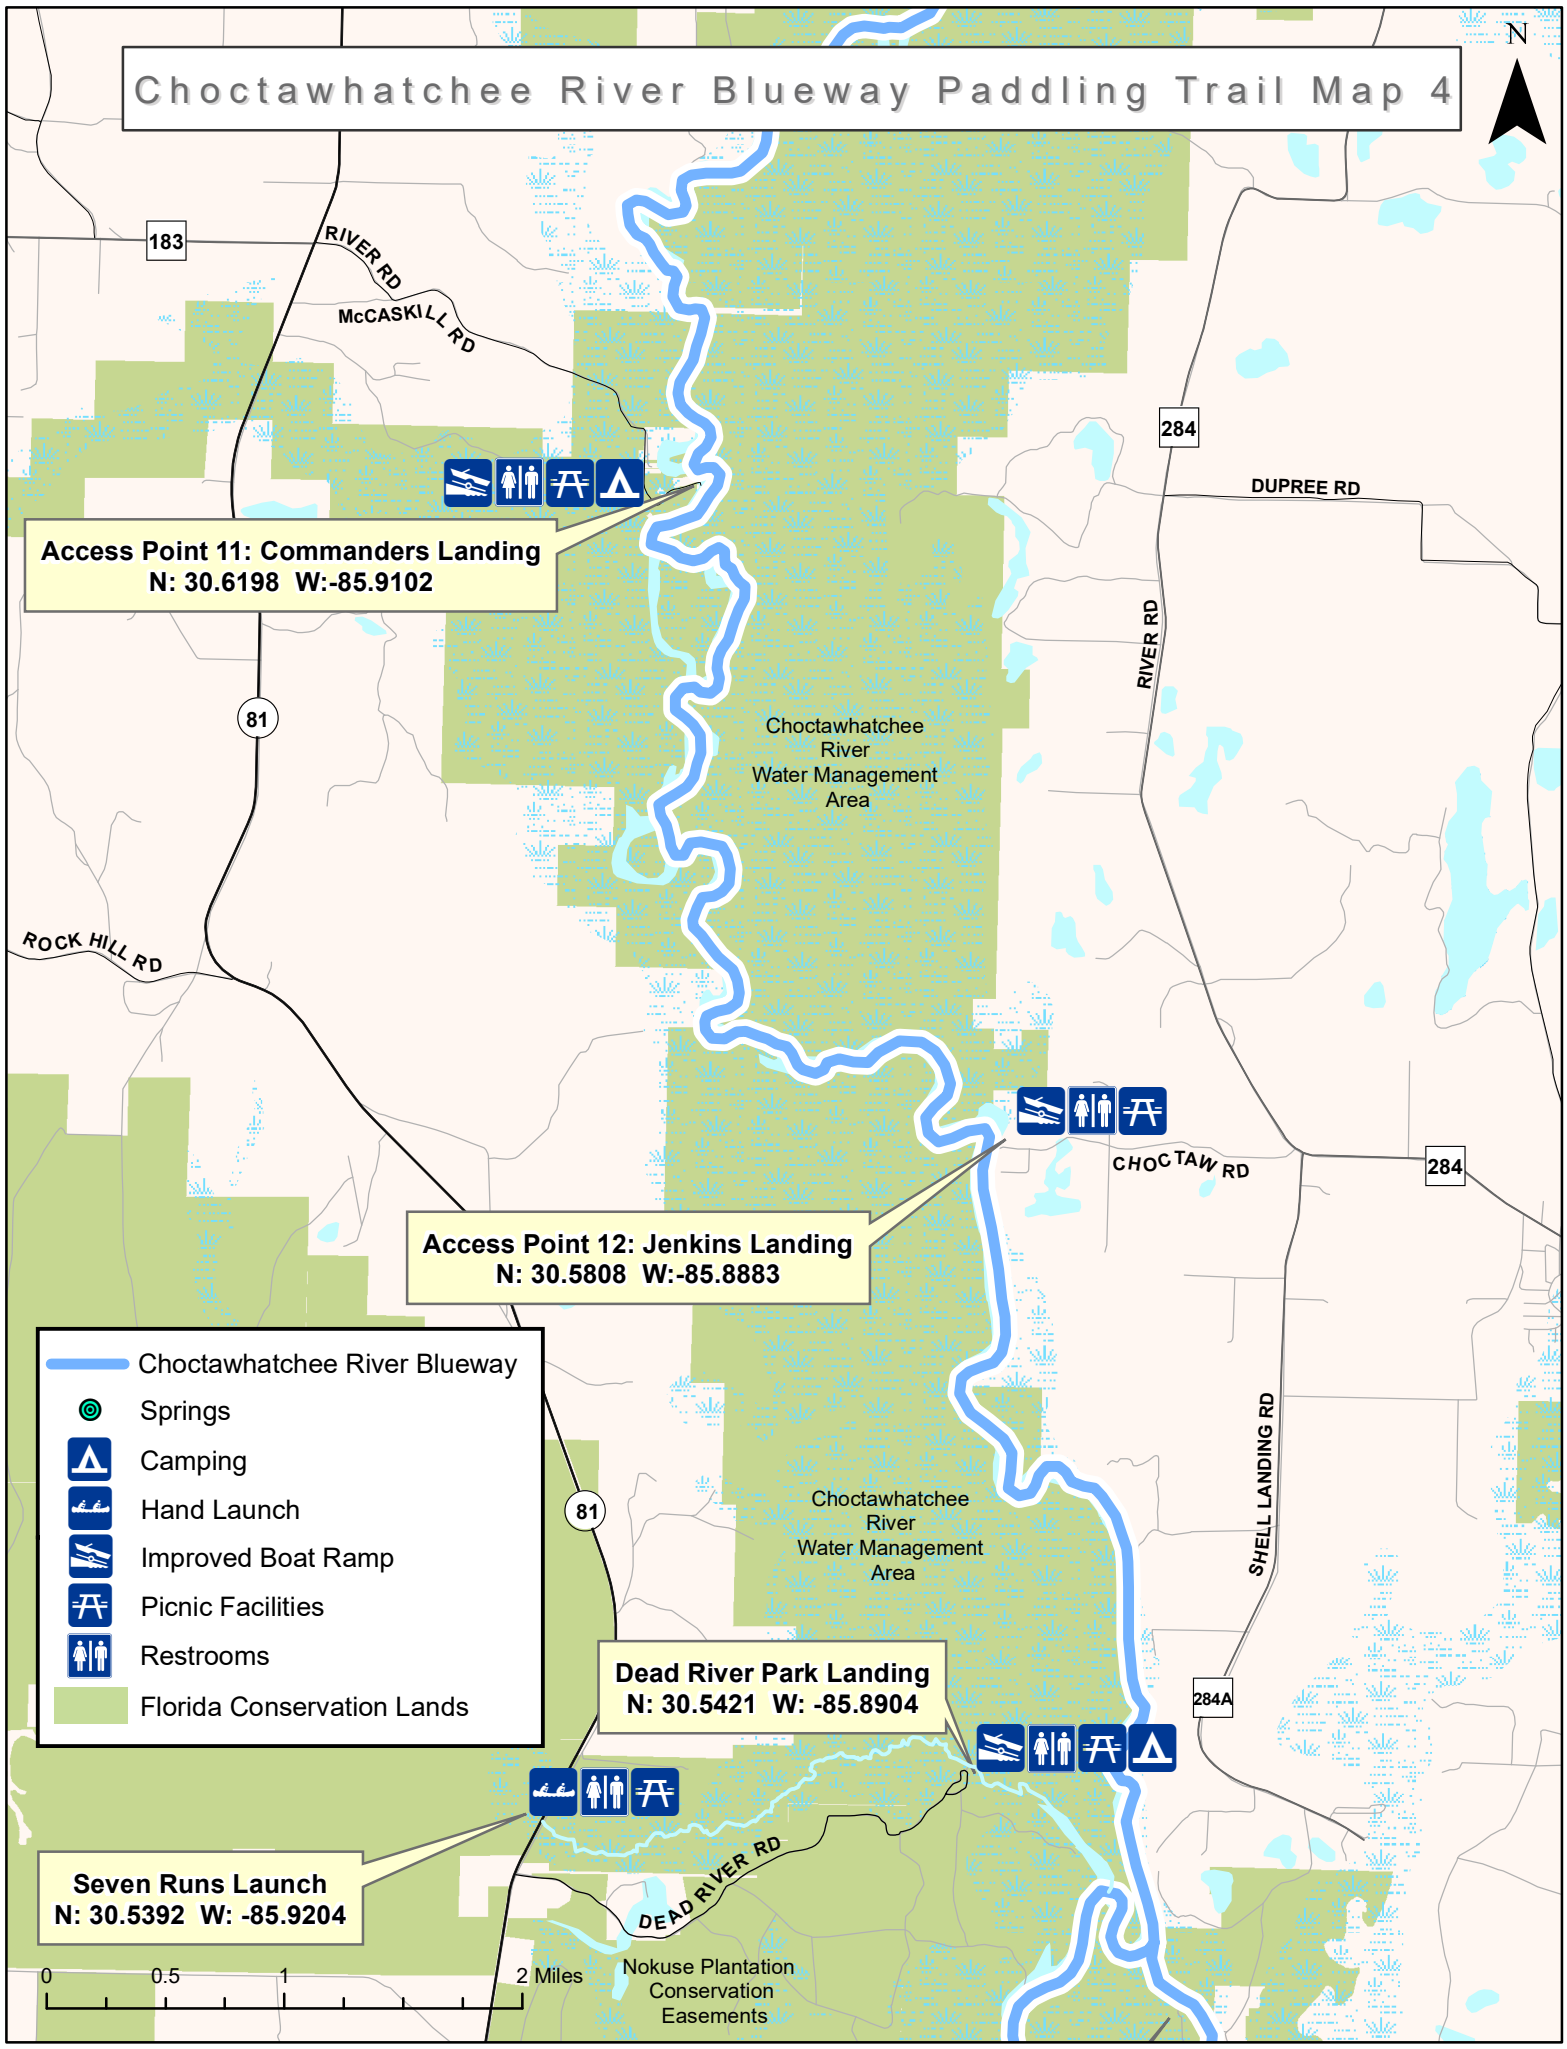 N
Choctawhatchee River Blueway Paddling Trail Map 4
183
RIVER RD
McCASKILL RD
284
DUPREE RD
Access Point 11: Commanders Landing
N: 30.6198 W:-85.9102
RIVER RD
81
Choctawhatchee
River
Water Management
Area
ROCK HILL RD
CHOCTAW RD
284
Access Point 12: Jenkins Landing
N: 30.5808 W:-85.8883
Choctawhatchee River Blueway
Springs
Camping
Hand Launch
Improved Boat Ramp
Picnic Facilities
Restrooms
Florida Conservation Lands
81
SHELL LANDING RD
Choctawhatchee
River
Water Management
Area
Dead River Park Landing
N: 30.5421 W: -85.8904
284A
Seven Runs Launch
N: 30.5392 W: -85.9204
DEAD RIVER RD
Nokuse Plantation
Conservation
Easements
0 0.5 1 2 Miles